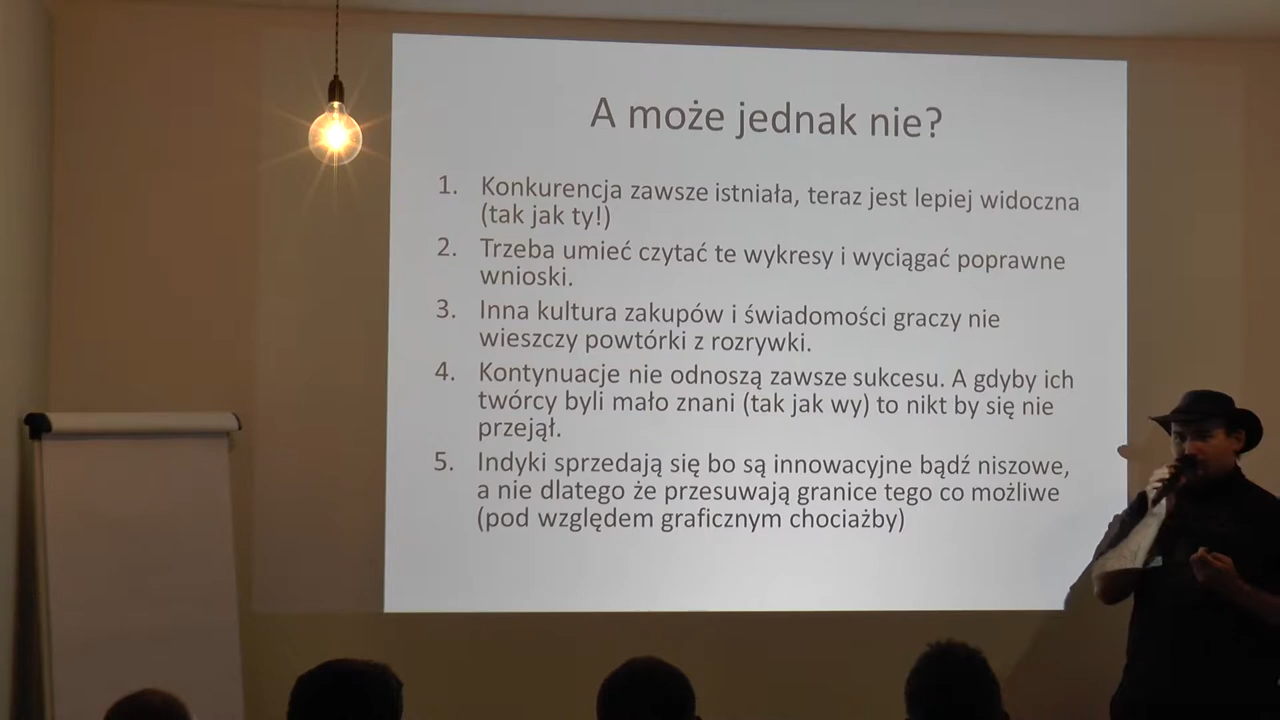 A może jednak nie?
1. Konkurencja zawsze istniała, teraz jest lepiej widoczna
(tak jak ty!)
2. Trzeba umieć czytać te wykresy i wyciągać poprawne
wnioski.
3. Inna kultura zakupów i świadomości graczy nie
wieszczy powtórki z rozrywki.
4. Kontynuacje nie odnoszą zawsze sukcesu. A gdyby ich
twórcy byli mało znani (tak jak wy) to nikt by się nie
przejął.
5. Indyki sprzedają się bo są innowacyjne bądź niszowe,
a nie dlatego że przesuwają granice tego co możliwe
(pod względem graficznym chociażby)